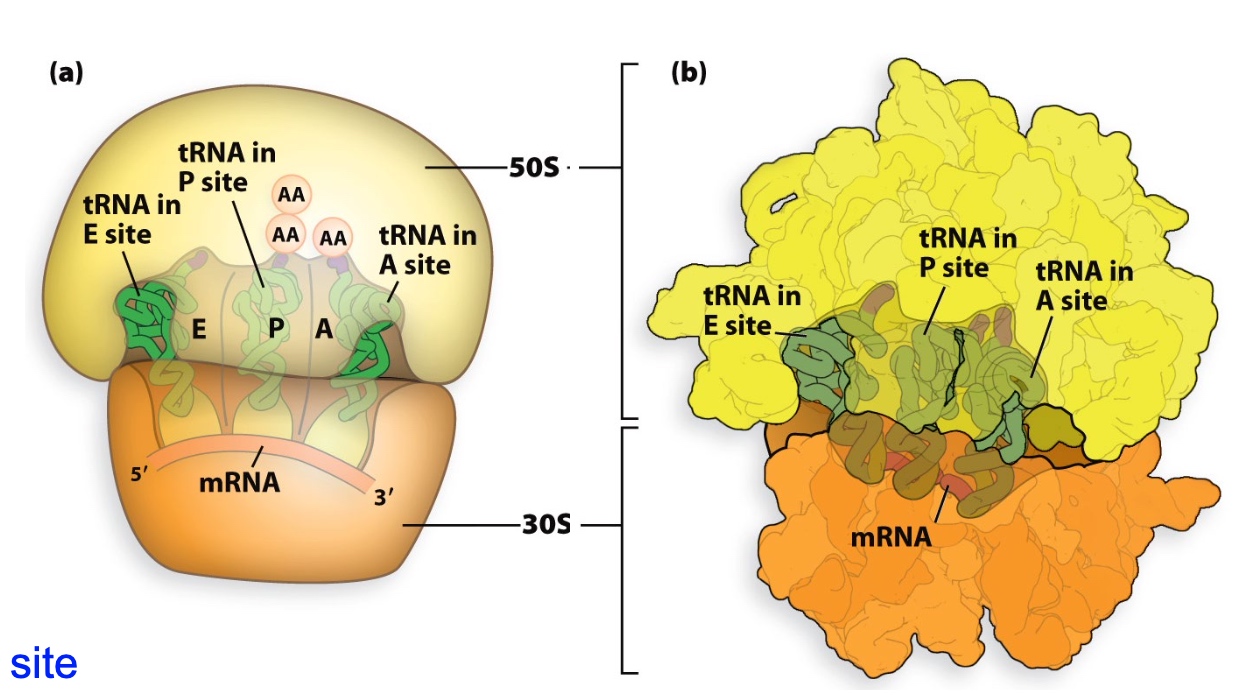 (a)
tRNA in
P site
tRNA in
E site
AA
AA
AA
tRNA in
A site
E
P
A
5′
mRNA
3′
50S
30S
(b)
tRNA in
P site
tRNA in
A site
tRNA in
E site
mRNA
site